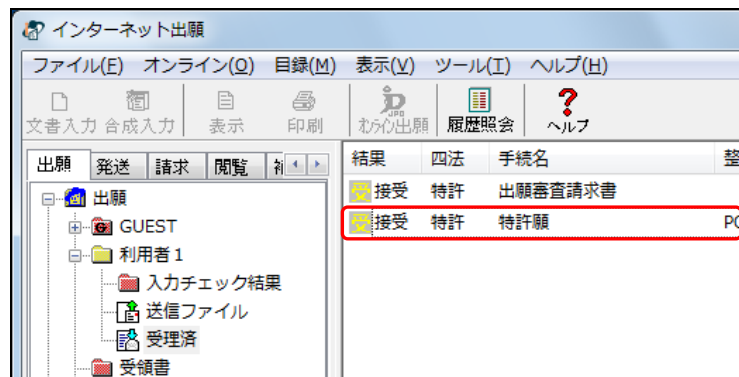 インターネット出願
ファイル(F) オンライン(O) 目録(M) 表示(V) ツール(T) ヘルプ(H)
文書入力 合成入力 表示 印刷 オンライン出願 履歴照会 ヘルプ
出願 発送 請求 閲覧
結果 四法 手続名
受 接受 特許 出願審査請求書
受 接受 特許 特許願 PC
出願
GUEST
利用者1
入力チェック結果
送信ファイル
受理済
受領書